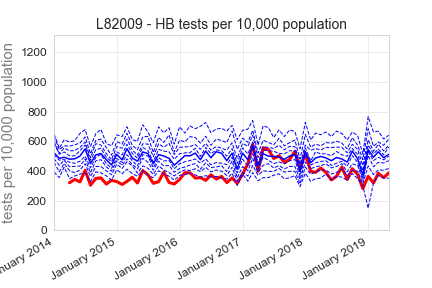 L82009 - HB tests per 10,000 population
tests per 10,000 population
1200
1000
800
600
400
200
0
nuary 2014
January 2015
January 2016
January 2017
January 2018
January 2019